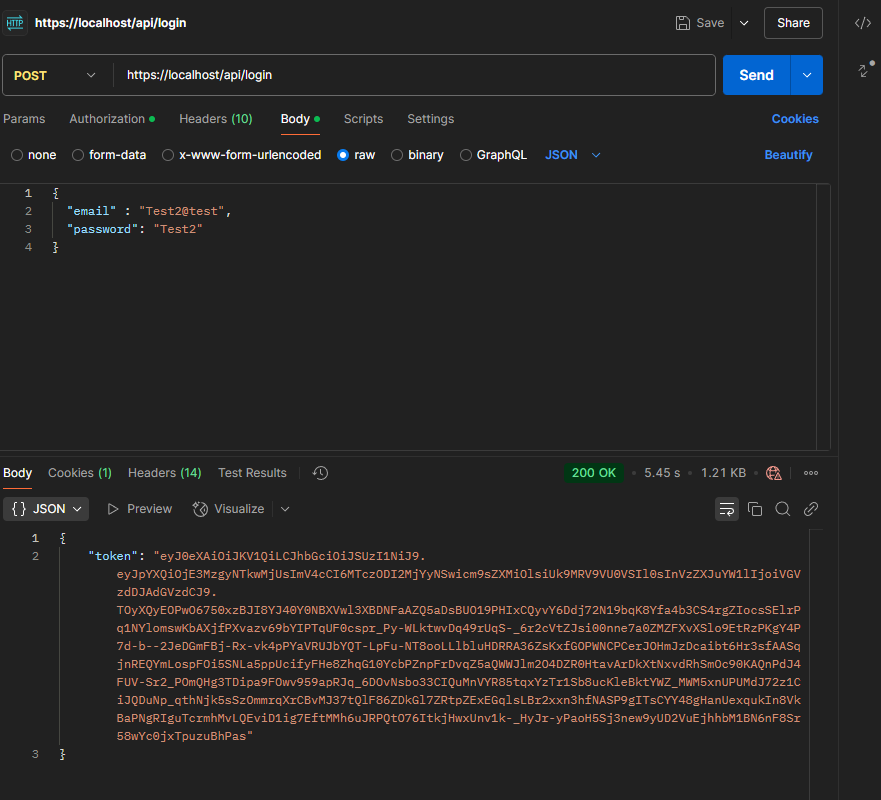 HTTP https://localhost/api/login Save Share
POST https://localhost/api/login Send
Params Authorization Headers (10) Body Scripts Settings Cookies
none form-data x-www-form-urlencoded raw binary GraphQL JSON Beautify
1 {
2 "email" : "Test2@test",
3 "password": "Test2"
4 }
Body Cookies (1) Headers (14) Test Results 200 OK • 5.45 s • 1.21 KB •
{} JSON Preview Visualize
1 {
2 "token": "eyJ0eXAiOiJKV1QiLCJhbGciOiJSUzI1NiJ9.
eyJpYXQiOjE3MzgyNTkwMjUsImV4cCI6MTczODI2MjYyNSwicm9sZXMiOlsiUk9MRV9VU0VSIl0sInVzZXJuYW1lIjoiVGVzdDJAdGVzdCJ9.
TOyXQyEOPwO6750xzBJI8YJ40Y0NBXVwl3XBDNFaAZQ5aDsBUO19PHIxCQyvY6Ddj72N19bqK8Yfa4b3CS4rgZIocsSElrP
q1NYlomswKbAXjfPXvazv69bYIPTqUF0cspr_Py-WLktwvDq49rUqS-_6r2cVtZJsi00nne7a0ZMZFXvXSlo9EtRzPKgY4P
7d-b--2JeDGmFBj-Rx-vk4pPYaVRUJbYQT-LpFu-NT8ooLLlbluHDRRA36ZsKxfGOPWNCPCerJOHmJzDcaibt6Hr3sfAASq
jnREQYmLospFOi5SNLa5ppUcifyFHe8ZhqG10YcbPZnpFrDvqZ5aQWWJlm2O4DZR0HtavArDkXtNxvdRhSmOc90KAQnPdJ4
FUV-Sr2_POmQHg3TDipa9FOwv959apRJq_6DOvNsbo33CIQuMnVYR85tqxYzTr1Sb8ucKleBktYWZ_MWM5xnUPUMdJ72z1C
iJQDuNp_qthNjk5sSzOmmrqXrCBvMJ37tQlF86ZDkGl7ZRtpZExEGqlsLBr2xxn3hfNASP9gITsCYY48gHanUexqukIn8Vk
BaPNgRIguTcrmhMvLQEviD1ig7EftMMh6uJRPQtO76ItkjHwxUnv1k-_HyJr-yPaoH5Sj3new9yUD2VuEjhhbM1BN6nF8Sr
58wYc0jxTpuzuBhPas"
3 }